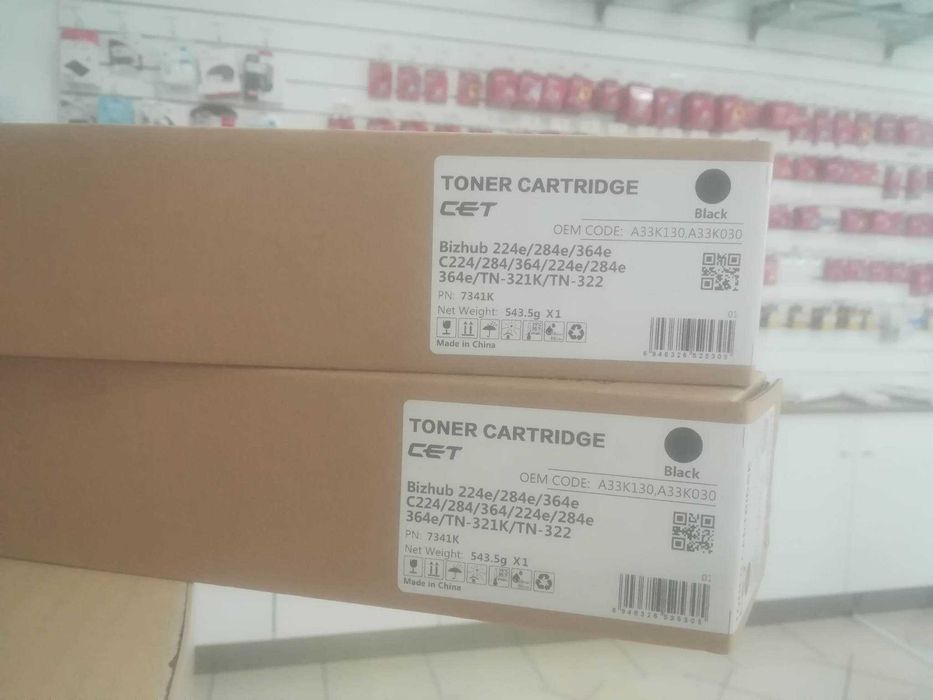 TONER CARTRIDGE
CET
Black
OEM CODE: A33K130,A33K030
Bizhub 224e/284e/364e
C224/284/364/224e/284e
364e/TN-321K/TN-322
PN: 7341K
Net Weight: 543.5g X1
01
Made in China
TONER CARTRIDGE
CET
Black
OEM CODE: A33K130,A33K030
Bizhub 224e/284e/364e
C224/284/364/224e/284e
364e/TN-321K/TN-322
PN: 7341K
Net Weight: 543.5g X1
01
Made in China